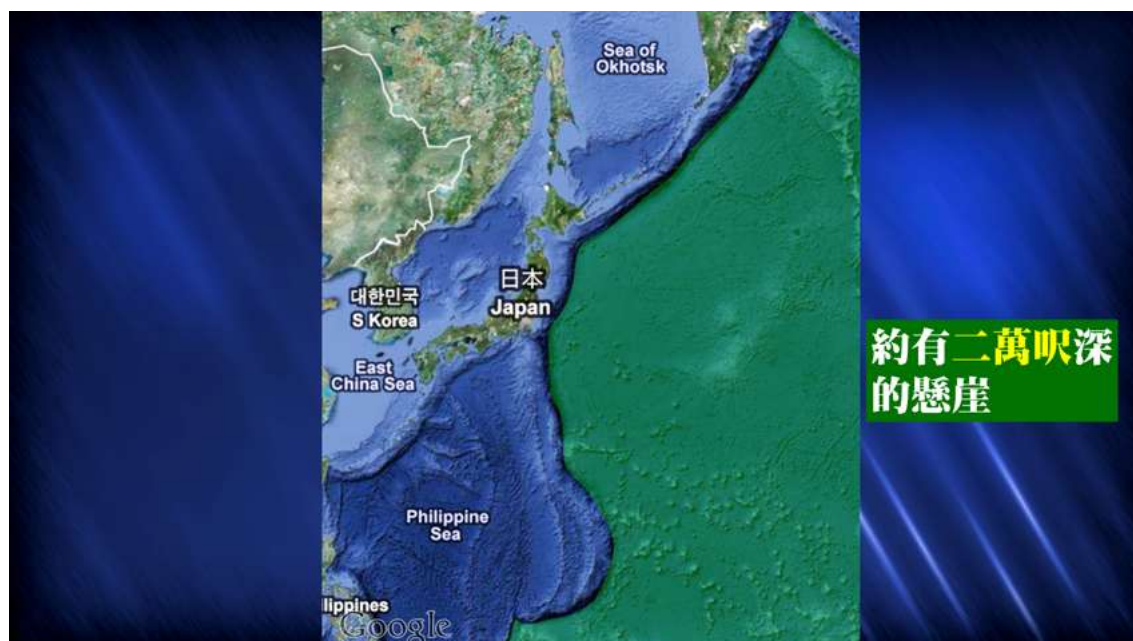 Sea of
Okhotsk
日本
Japan
대한민국
S Korea
East
China Sea
約有二萬呎深
的懸崖
Philippine
Sea
ilippines
Google